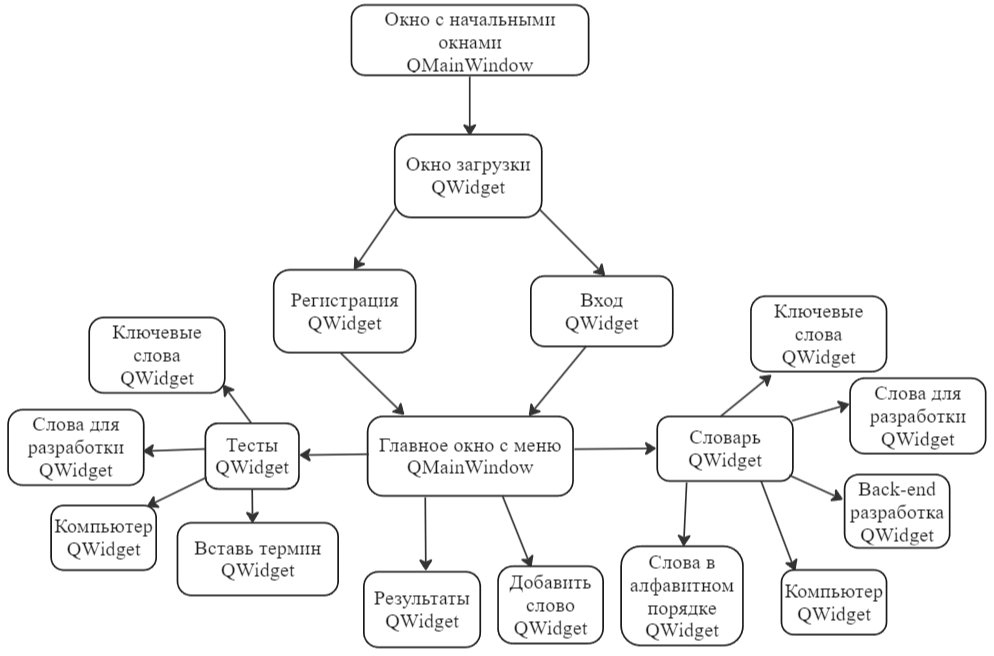 Окно с начальными
окнами
QMainWindow
Окно загрузки
QWidget
Регистрация
QWidget
Вход
QWidget
Ключевые
слова
QWidget
Ключевые
слова
QWidget
Слова для
разработки
QWidget
Тесты
QWidget
Главное окно с меню
QMainWindow
Словарь
QWidget
Слова для
разработки
QWidget
Компьютер
QWidget
Вставь термин
QWidget
Результаты
QWidget
Добавить
слово
QWidget
Слова в
алфавитном
порядке
QWidget
Компьютер
QWidget
Back-end
разработка
QWidget